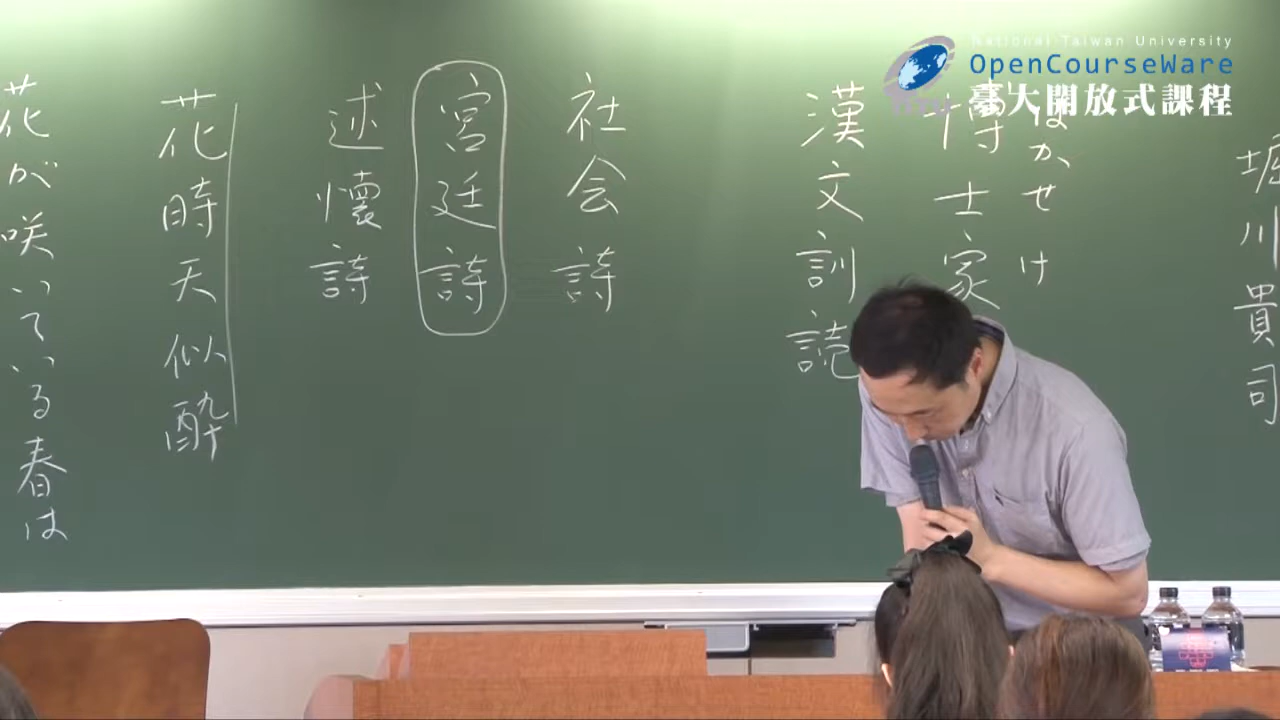 National Taiwan University
OpenCourseWare
臺大開放式課程
堀川貴司
はかせけ
博士家
漢文訓読
社会詩
宮廷詩
述懐詩
花時天似酔
花が咲いている春は